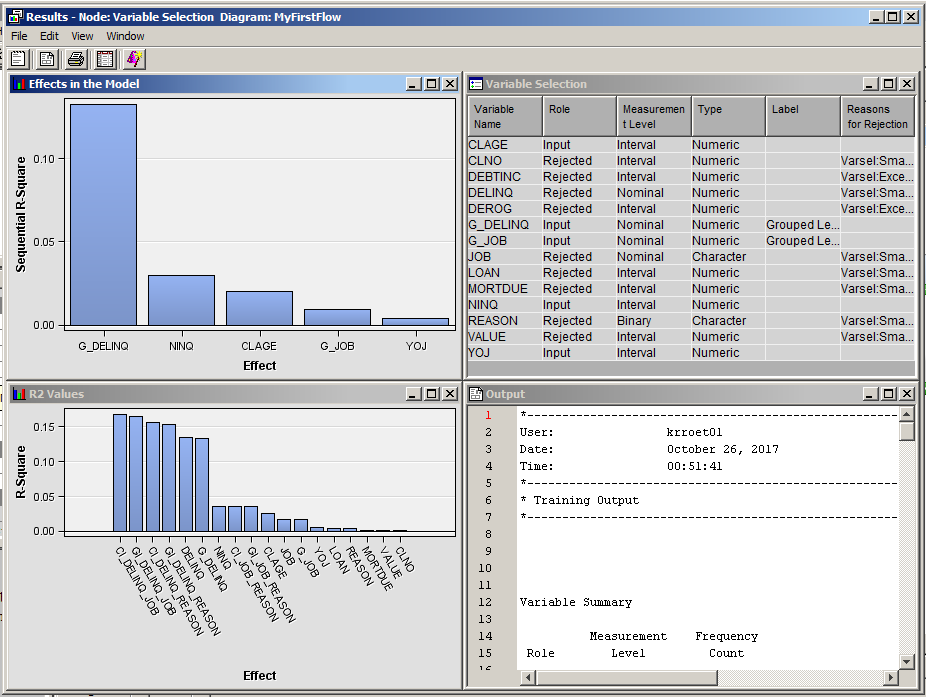 Results - Node: Variable Selection  Diagram: MyFirstFlow
File Edit View Window
Effects in the Model
Sequential R-Square
0.10
0.05
0.00
G_DELINQ NINQ CLAGE G_JOB YOJ
Effect
Variable Selection
Variable Name Role Measuremen t Level Type Label Reasons for Rejection
CLAGE Input Interval Numeric
CLNO Rejected Interval Numeric Varsel:Sma...
DEBTINC Rejected Interval Numeric Varsel:Exce...
DELINQ Rejected Nominal Numeric Varsel:Sma...
DEROG Rejected Interval Numeric Varsel:Exce...
G_DELINQ Input Nominal Numeric Grouped Le...
G_JOB Input Nominal Numeric Grouped Le...
JOB Rejected Nominal Character Varsel:Sma...
LOAN Rejected Interval Numeric Varsel:Sma...
MORTDUE Rejected Interval Numeric Varsel:Sma...
NINQ Input Interval Numeric
REASON Rejected Binary Character Varsel:Sma...
VALUE Rejected Interval Numeric Varsel:Sma...
YOJ Input Interval Numeric
R2 Values
R-Square
0.15
0.10
0.05
0.00
CI_DELINQ_JOB
GI_DELINQ_JOB
CI_DELINQ_REASON
GI_DELINQ_REASON
DELINQ
G_DELINQ
NINQ
CI_JOB_REASON
GI_JOB_REASON
CLAGE
JOB
G_JOB
YOJ
LOAN
REASON
MORTDUE
VALUE
CLNO
Effect
Output
1 *------------------------------------------------------
2 User: krroet01
3 Date: October 26, 2017
4 Time: 00:51:41
5 *------------------------------------------------------
6 * Training Output
7 *------------------------------------------------------
8
9
10
11
12 Variable Summary
13
14 Measurement Frequency
15 Role Level Count
16